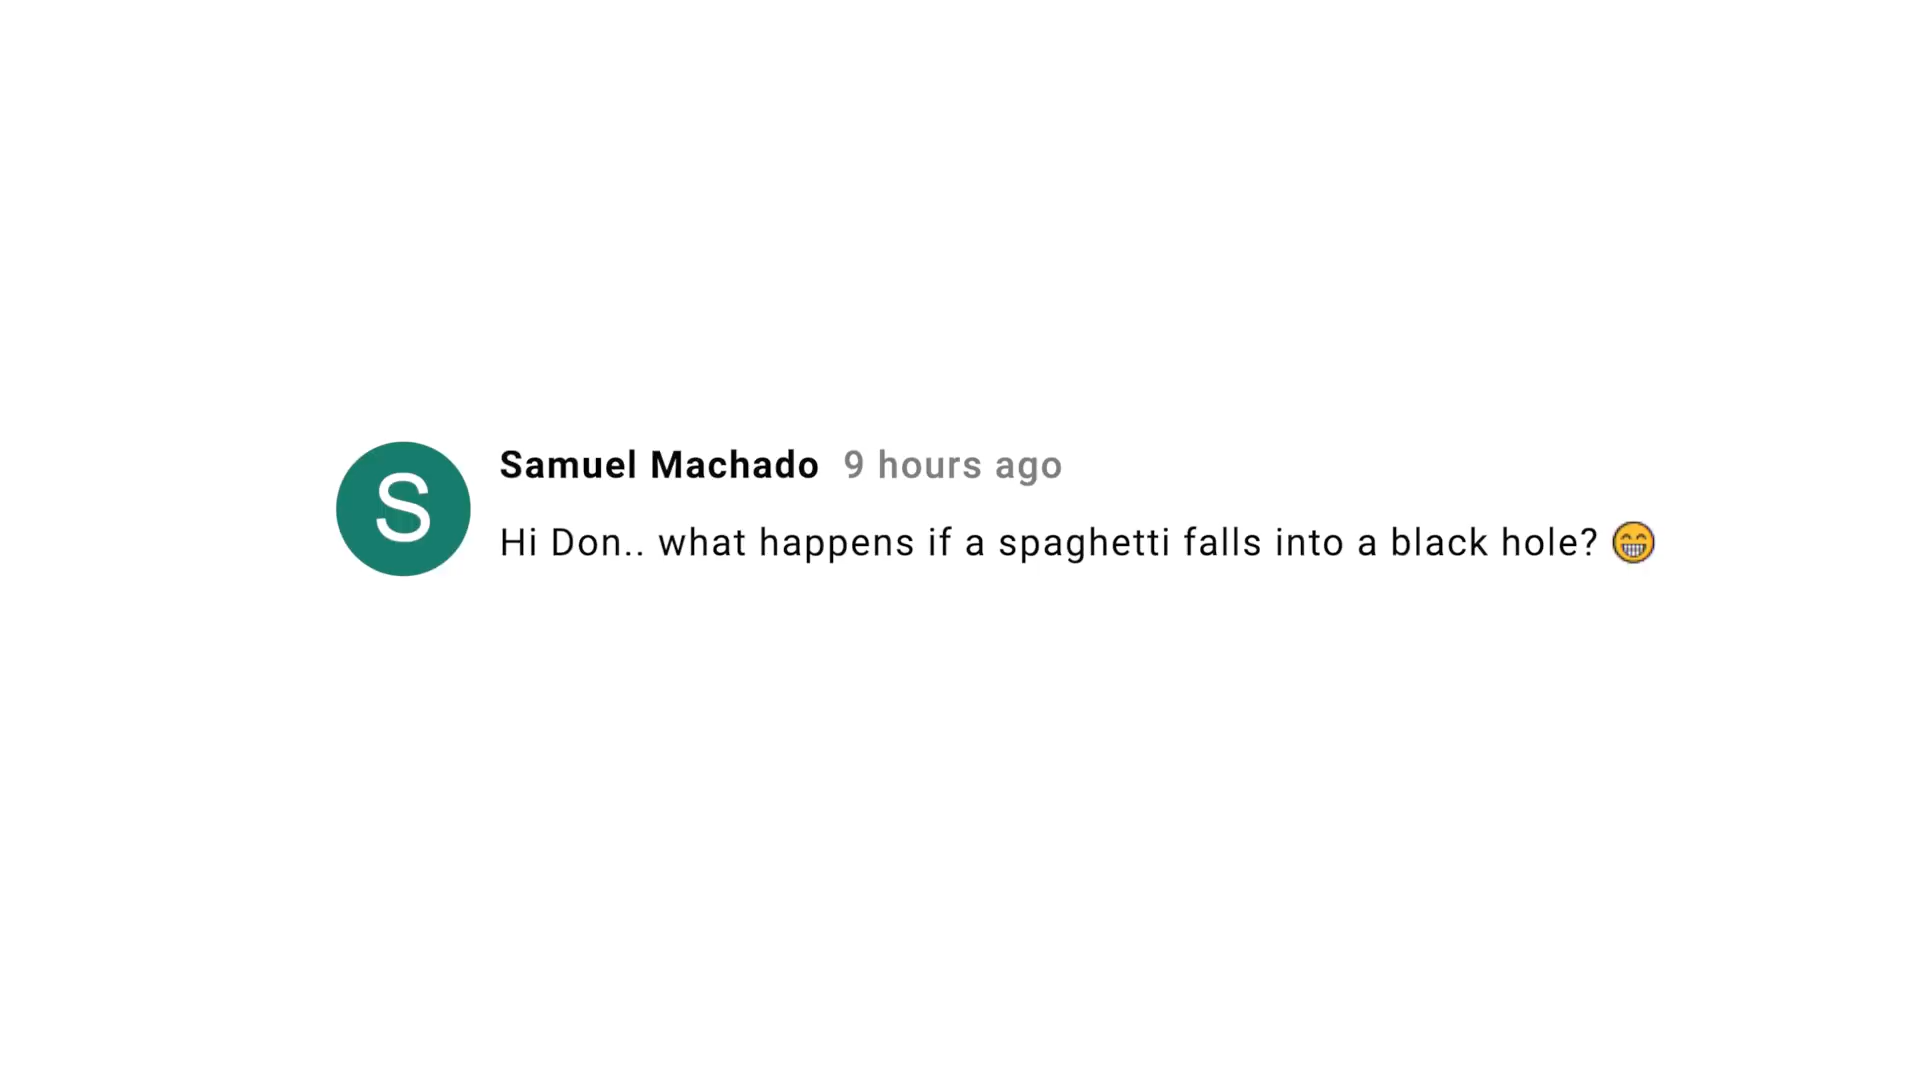 S
Samuel Machado 9 hours ago
Hi Don.. what happens if a spaghetti falls into a black hole? 😁